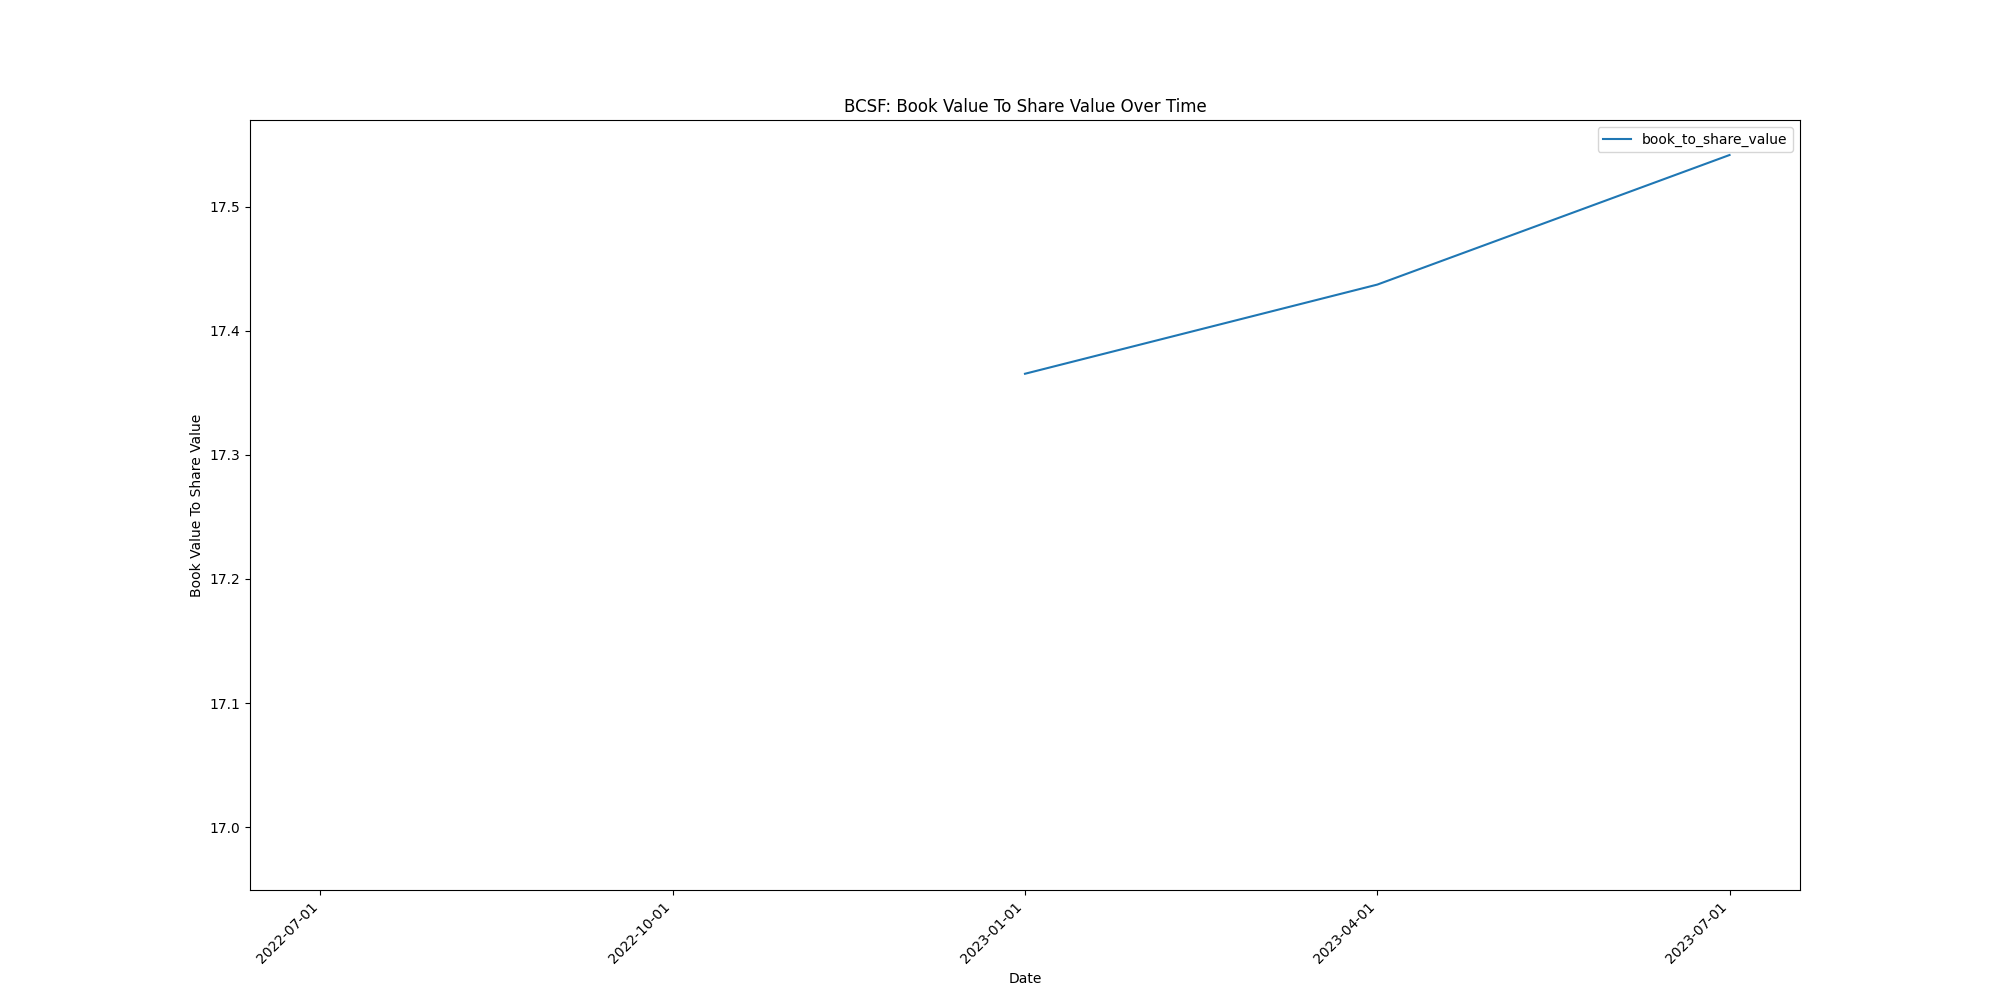 BCSF: Book Value To Share Value Over Time
book_to_share_value
Book Value To Share Value
17.5
17.4
17.3
17.2
17.1
17.0
2022-07-01
2022-10-01
2023-01-01
2023-04-01
2023-07-01
Date